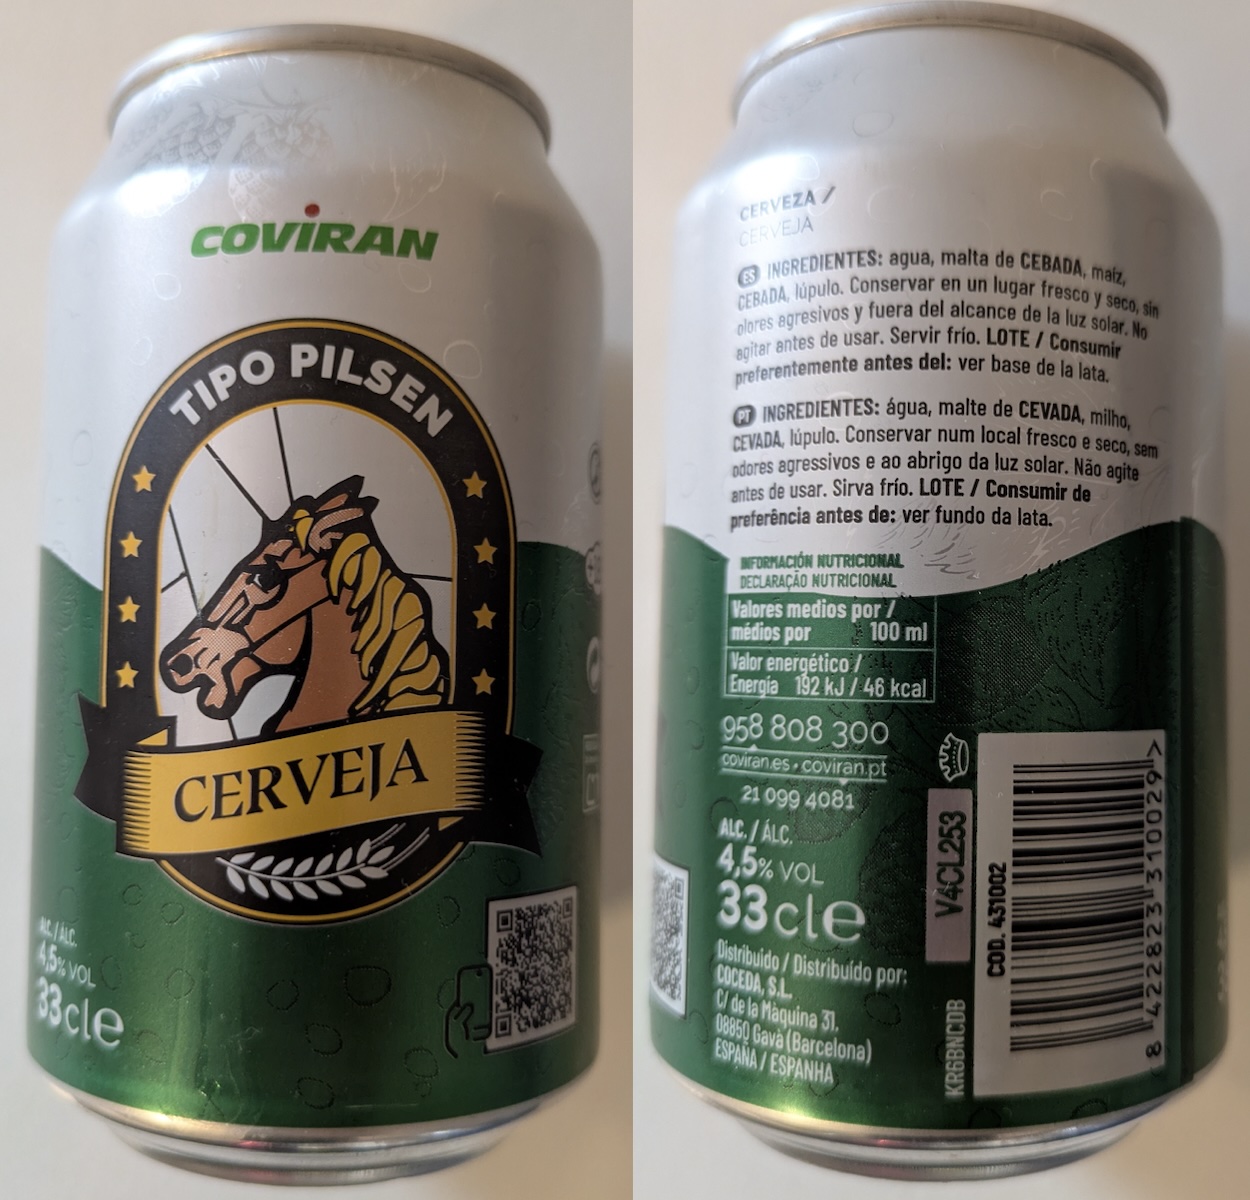 COVIRAN
TIPO PILSEN
CERVEJA
ALC. / ÁLC.
4,5% VOL
33cle
CERVEZA /
CERVEJA
ES INGREDIENTES: agua, malta de CEBADA, maíz,
CEBADA, lúpulo. Conservar en un lugar fresco y seco, sin
olores agresivos y fuera del alcance de la luz solar. No
agitar antes de usar. Servir frío. LOTE / Consumir
preferentemente antes del: ver base de la lata.
PT INGREDIENTES: água, malte de CEVADA, milho,
CEVADA, lúpulo. Conservar num local fresco e seco, sem
odores agressivos e ao abrigo da luz solar. Não agite
antes de usar. Sirva frío. LOTE / Consumir de
preferência antes de: ver fundo da lata.
INFORMACIÓN NUTRICIONAL
DECLARAÇÃO NUTRICIONAL
Valores medios por /
médios por 100 ml
Valor energético /
Energia 192 kJ / 46 kcal
958 808 300
coviran.es • coviran.pt
21 099 4081
ALC. / ÁLC.
4,5% VOL
33cle
Distribuido / Distribuído por:
COCEDA, S.L.
C/ de la Màquina 31.
08850 Gavà (Barcelona)
ESPAÑA / ESPANHA
V4CL253
KR6BNCDB
COD. 431002
8 422823 310029 >